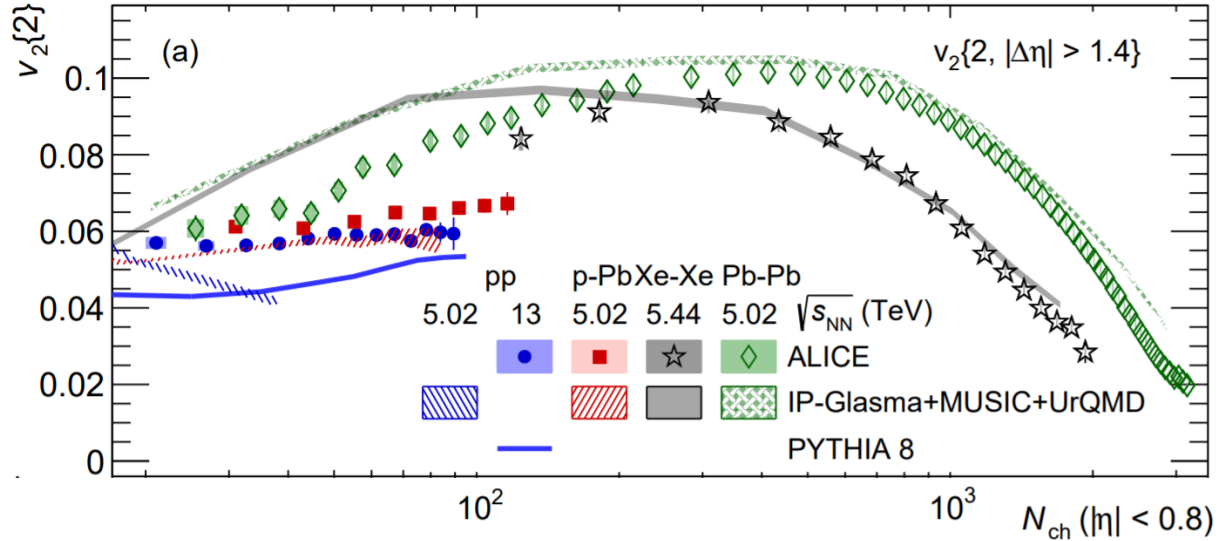 v₂{2}
(a)
v₂{2, |Δη| > 1.4}
0.1
0.08
0.06
0.04
0.02
0
pp p-Pb Xe-Xe Pb-Pb
5.02 13 5.02 5.44 5.02 √s_NN (TeV)
ALICE
IP-Glasma+MUSIC+UrQMD
PYTHIA 8
10² 10³
N_ch (|η| < 0.8)